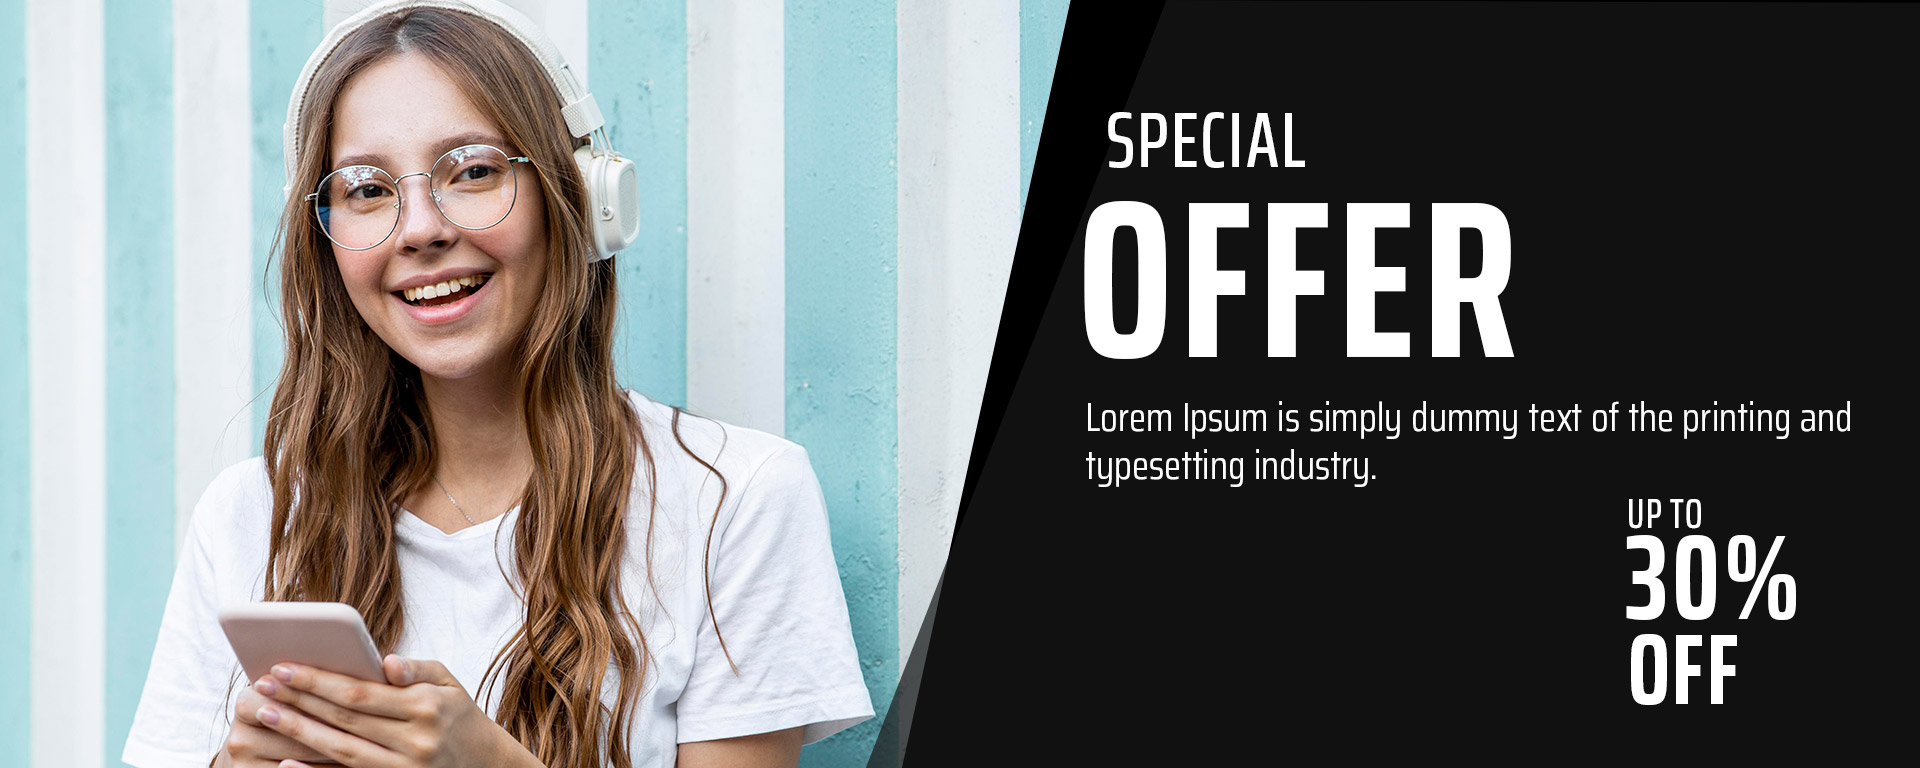 SPECIAL
OFFER
Lorem Ipsum is simply dummy text of the printing and
typesetting industry.
UP TO
30%
OFF